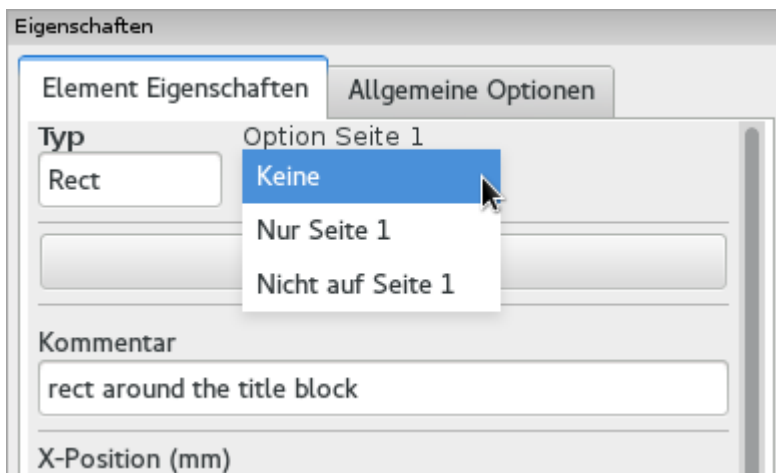 Eigenschaften
Element Eigenschaften Allgemeine Optionen
Typ Option Seite 1
Rect Keine
Nur Seite 1
Nicht auf Seite 1
Kommentar
rect around the title block
X-Position (mm)